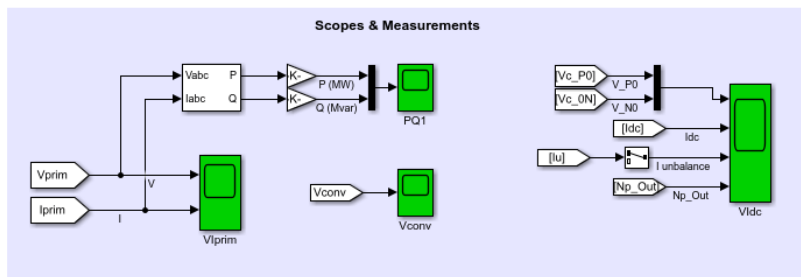 Scopes & Measurements
Vabc P
Iabc Q
K-
P (MW)
K-
Q (Mvar)
PQ1
[Vc_P0]
V_P0
[Vc_0N]
V_N0
[Idc]
Idc
[Iu]
I unbalance
[Np_Out]
Np_Out
VIdc
Vprim
V
Iprim
I
VIprim
Vconv
Vconv